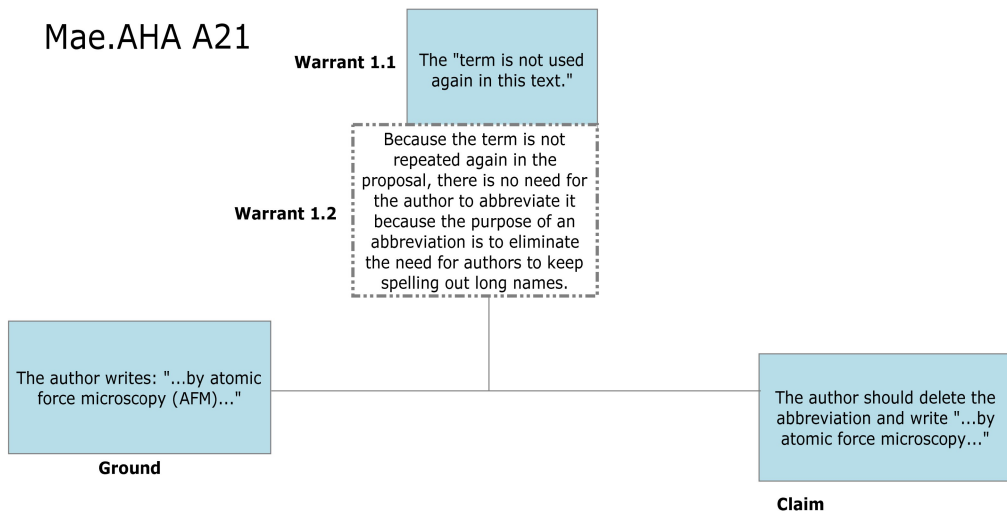 Mae.AHA A21
Warrant 1.1
The "term is not used
again in this text."
Warrant 1.2
Because the term is not
repeated again in the
proposal, there is no need for
the author to abbreviate it
because the purpose of an
abbreviation is to eliminate
the need for authors to keep
spelling out long names.
The author writes: "...by atomic
force microscopy (AFM)..."
Ground
The author should delete the
abbreviation and write "...by
atomic force microscopy..."
Claim